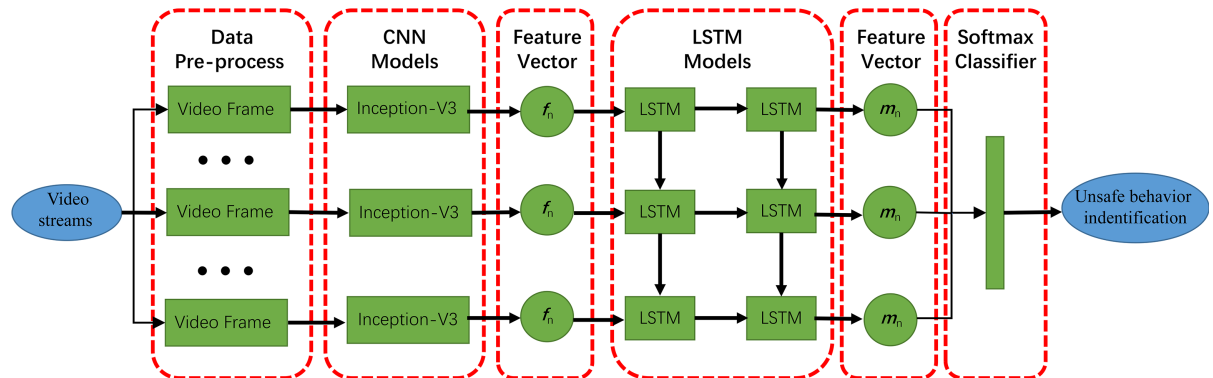 Data
Pre-process
CNN
Models
Feature
Vector
LSTM
Models
Feature
Vector
Softmax
Classifier
Video Frame
Inception-V3
fn
LSTM
LSTM
mn
Video
streams
Video Frame
Inception-V3
fn
LSTM
LSTM
mn
Unsafe behavior
indentification
Video Frame
Inception-V3
fn
LSTM
LSTM
mn